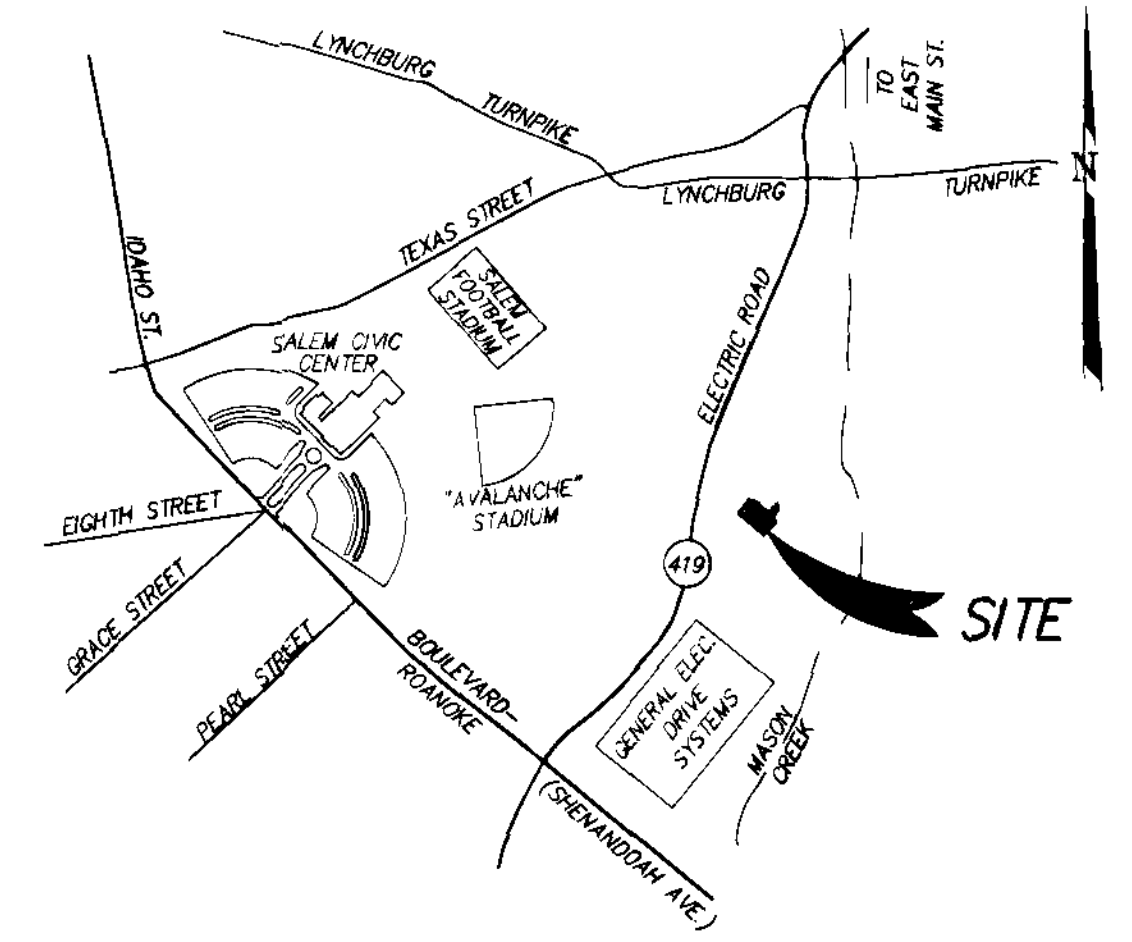 LYNCHBURG
TURNPIKE
TO
EAST
MAIN ST.
N
LYNCHBURG
TURNPIKE
TEXAS STREET
IDAHO ST.
SALEM
FOOTBALL
STADIUM
SALEM CIVIC
CENTER
ELECTRIC ROAD
"AVALANCHE"
STADIUM
EIGHTH STREET
419
SITE
GRACE STREET
PEARL STREET
BOULEVARD-
ROANOKE
GENERAL ELEC.
DRIVE
SYSTEMS
MASON
CREEK
(SHENANDOAH AVE.)